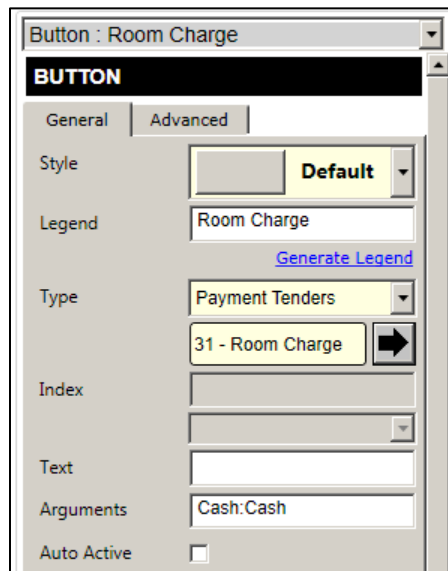 Button : Room Charge
BUTTON
General Advanced
Style Default
Legend Room Charge
Generate Legend
Type Payment Tenders
31 - Room Charge
Index
Text
Arguments Cash:Cash
Auto Active